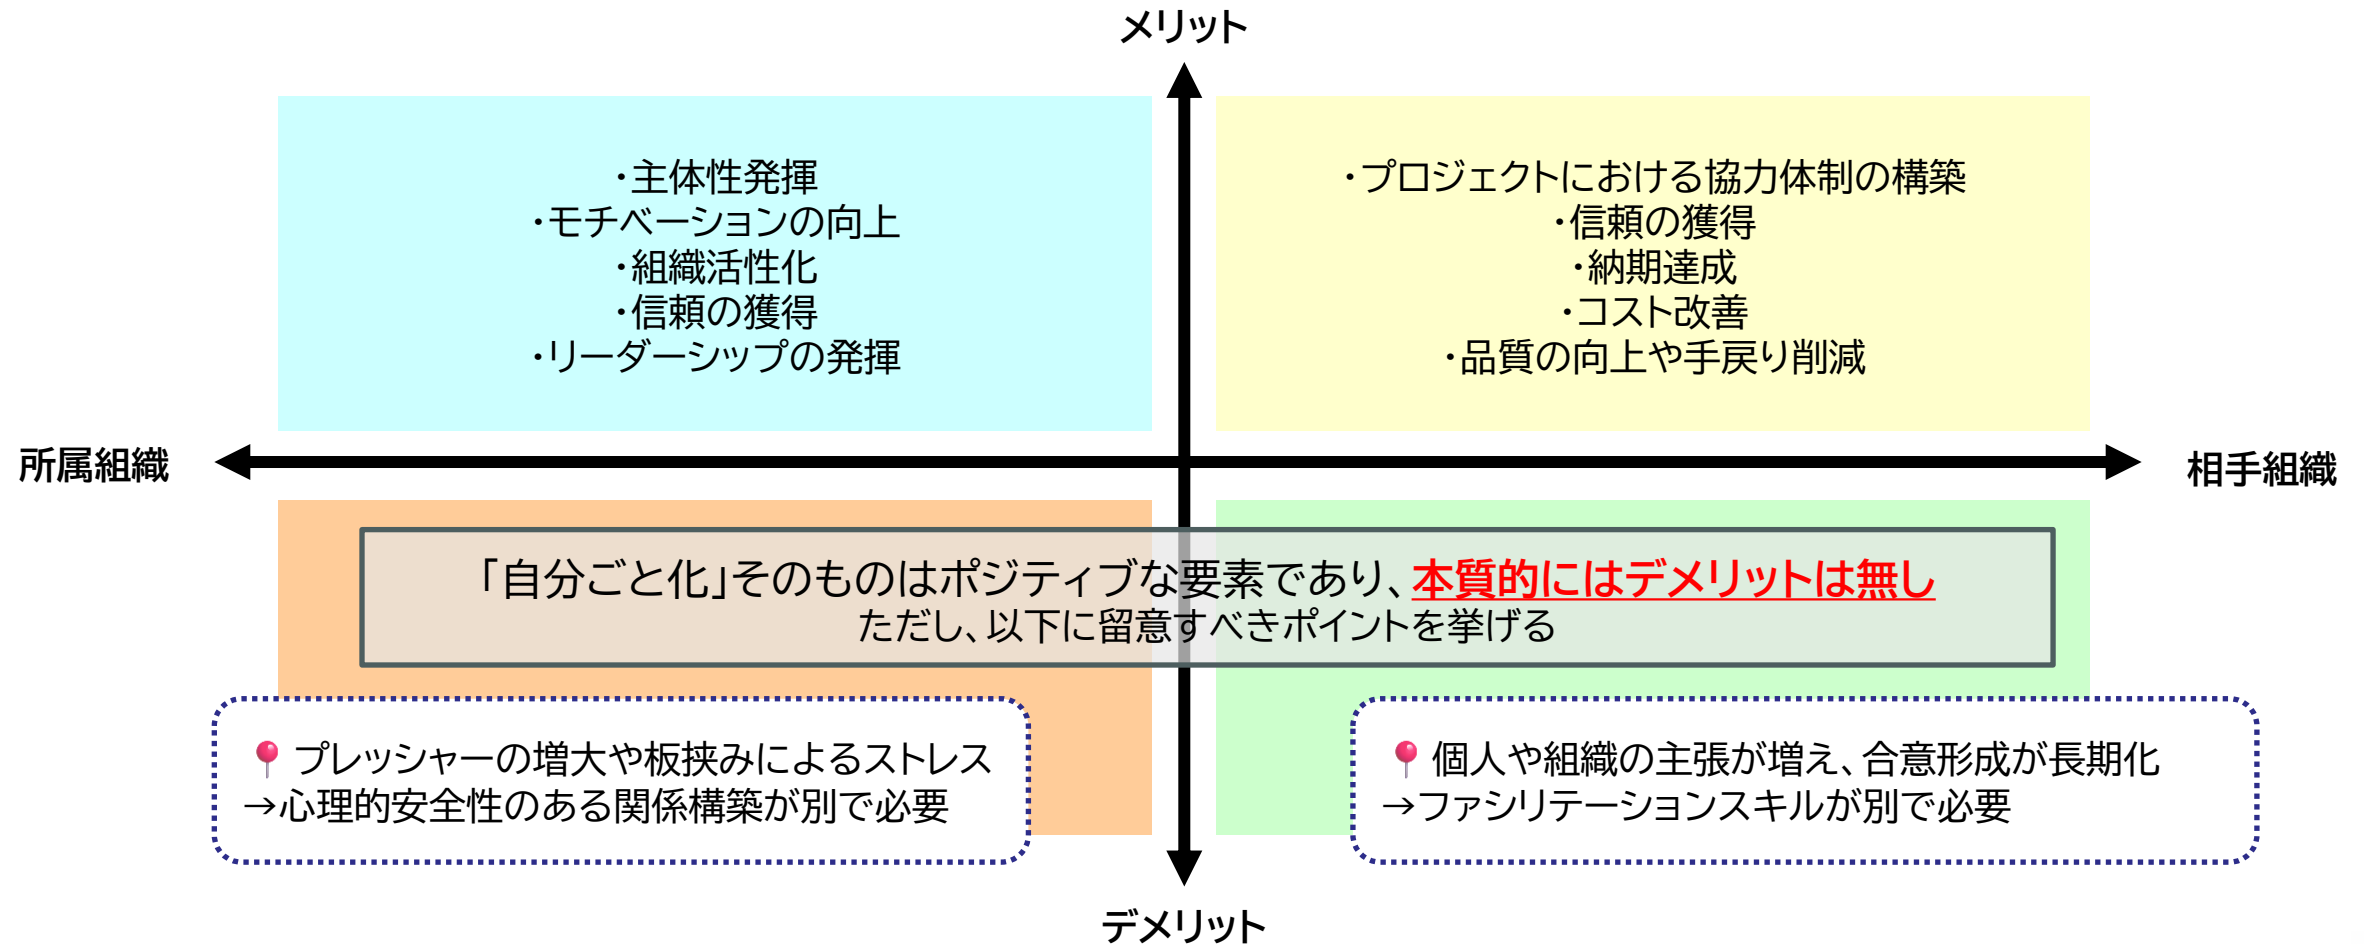 メリット
・主体性発揮
・モチベーションの向上
・組織活性化
・信頼の獲得
・リーダーシップの発揮
・プロジェクトにおける協力体制の構築
・信頼の獲得
・納期達成
・コスト改善
・品質の向上や手戻り削減
所属組織
相手組織
「自分ごと化」そのものはポジティブな要素であり、本質的にはデメリットは無し
ただし、以下に留意すべきポイントを挙げる
📍プレッシャーの増大や板挟みによるストレス
→心理的安全性のある関係構築が別で必要
📍個人や組織の主張が増え、合意形成が長期化
→ファシリテーションスキルが別で必要
デメリット